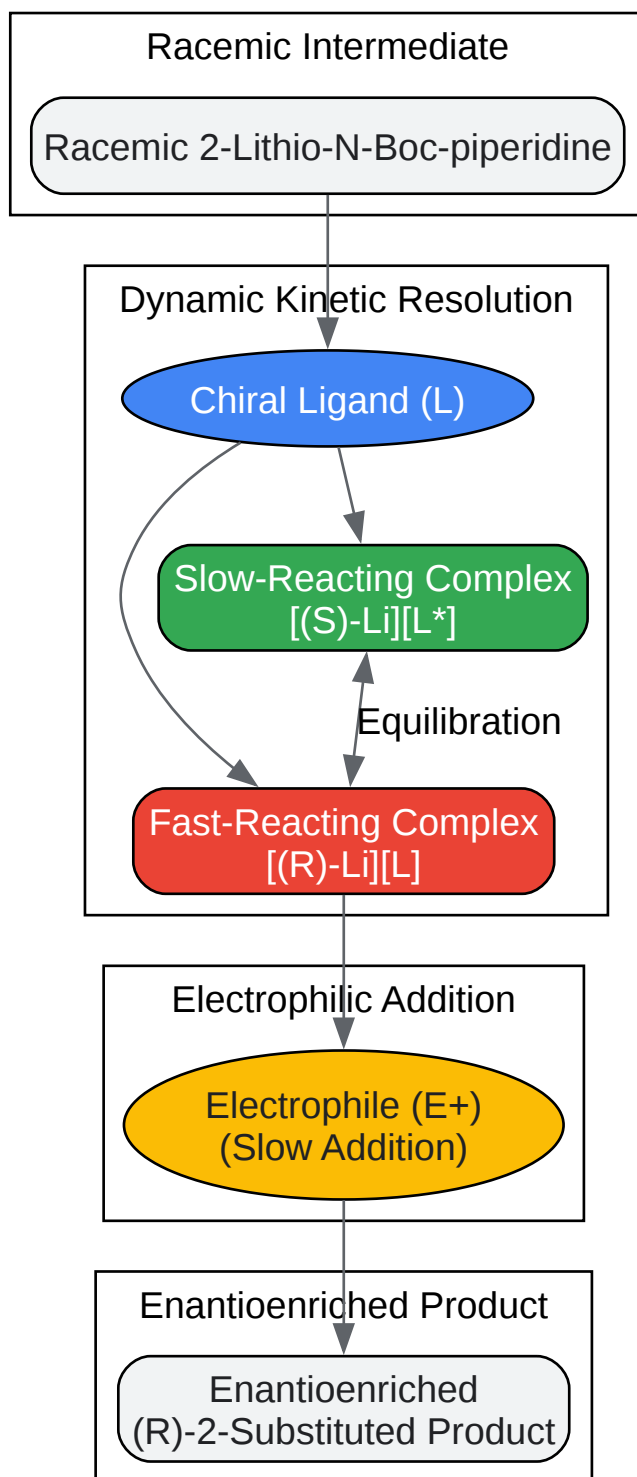 Racemic Intermediate
Racemic 2-Lithio-N-Boc-piperidine
Dynamic Kinetic Resolution
Chiral Ligand (L)
Slow-Reacting Complex
[(S)-Li][L*]
Equilibration
Fast-Reacting Complex
[(R)-Li][L]
Electrophilic Addition
Electrophile (E+)
(Slow Addition)
Enantioenriched Product
Enantioenriched
(R)-2-Substituted Product